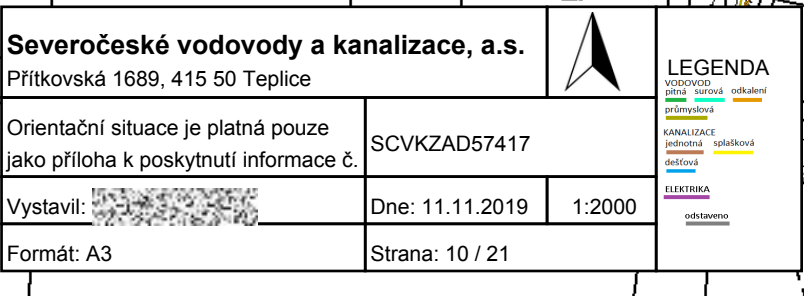 Severočeské vodovody a kanalizace, a.s.
Přítkovská 1689, 415 50 Teplice
Orientační situace je platná pouze
jako příloha k poskytnutí informace č.
SCVKZAD57417
Vystavil:
Dne: 11.11.2019
1:2000
Formát: A3
Strana: 10 / 21
LEGENDA
VODOVOD
pitná surová odkalení
průmyslová
KANALIZACE
jednotná splašková
dešťová
ELEKTRIKA
odstaveno